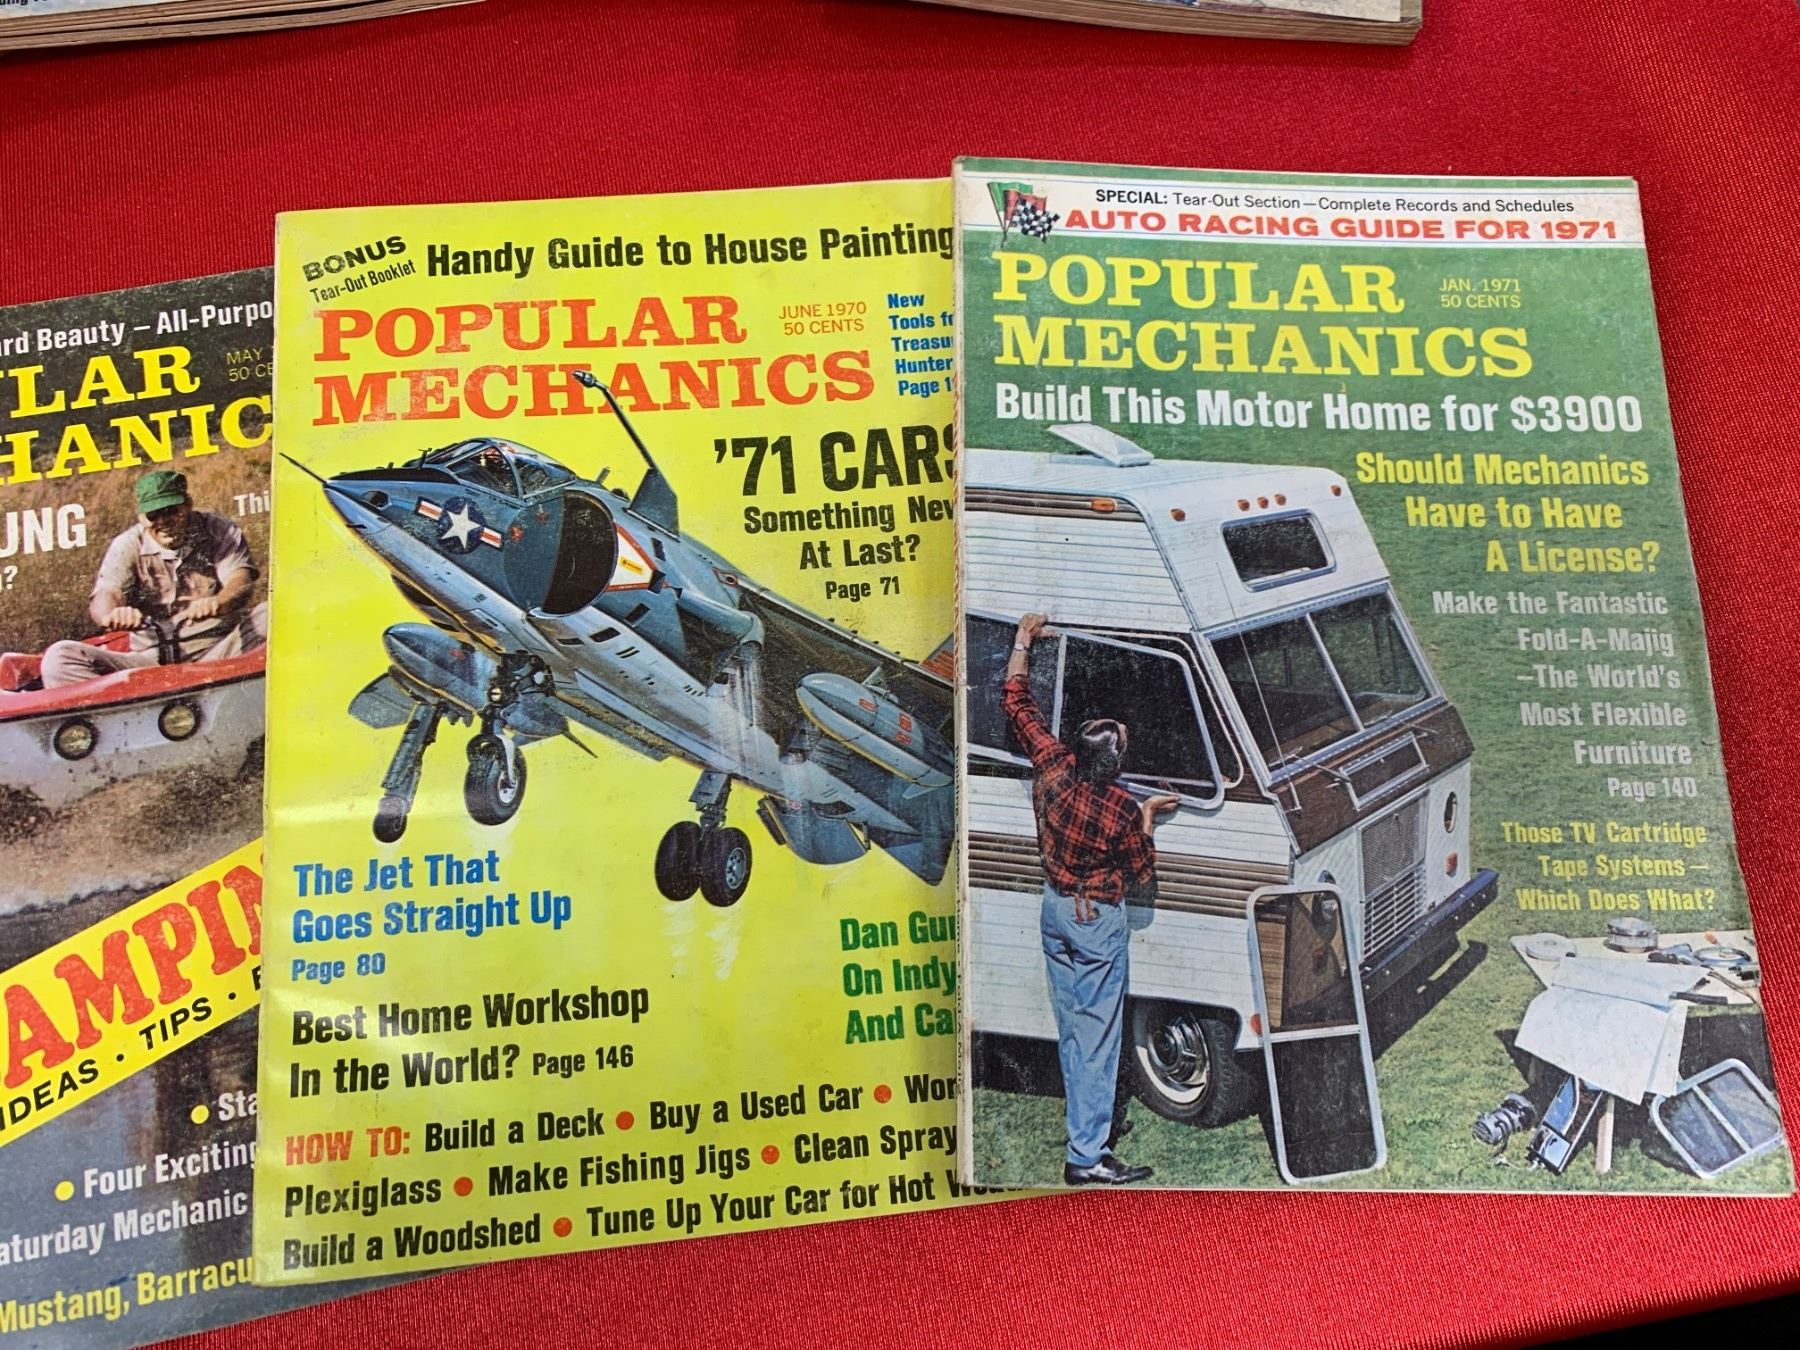 ard Beauty – All-Purpo
LAR
MAY
50 CE
HANIC
UNG
Thi
AMPIN
IDEAS • TIPS •
• Sta
• Four Exciting
aturday Mechanic
Mustang, Barracu
BONUS
Tear-Out Booklet
Handy Guide to House Painting
POPULAR
MECHANICS
JUNE 1970
50 CENTS
New
Tools fo
Treasu
Hunter
Page 1
'71 CARS
Something New
At Last?
Page 71
The Jet That
Goes Straight Up
Page 80
Best Home Workshop
In the World? Page 146
Dan Gur
On Indy
And Ca
HOW TO: Build a Deck • Buy a Used Car • Wor
Plexiglass • Make Fishing Jigs • Clean Spray
Build a Woodshed • Tune Up Your Car for Hot
SPECIAL: Tear-Out Section—Complete Records and Schedules
AUTO RACING GUIDE FOR 1971
POPULAR
MECHANICS
JAN. 1971
50 CENTS
Build This Motor Home for $3900
Should Mechanics
Have to Have
A License?
Make the Fantastic
Fold-A-Majig
—The World's
Most Flexible
Furniture
Page 140
Those TV Cartridge
Tape Systems—
Which Does What?